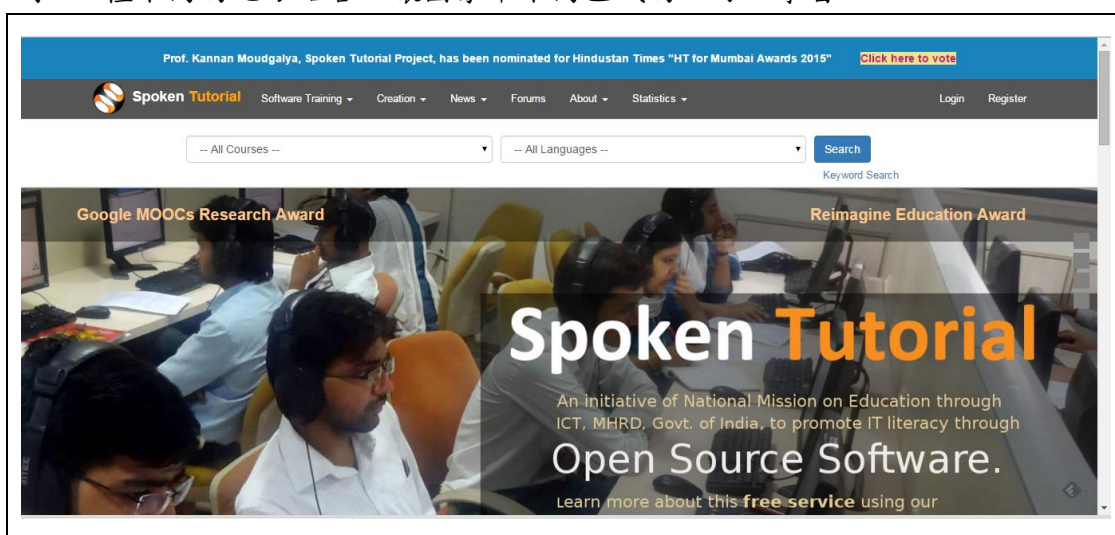 Prof. Kannan Moudgalya, Spoken Tutorial Project, has been nominated for Hindustan Times "HT for Mumbai Awards 2015" Click here to vote
Spoken Tutorial Software Training Creation News Forums About Statistics Login Register
-- All Courses -- -- All Languages -- Search
Keyword Search
Google MOOCs Research Award Reimagine Education Award
Spoken Tutorial
An initiative of National Mission on Education through
ICT, MHRD, Govt. of India, to promote IT literacy through
Open Source Software.
Learn more about this free service using our